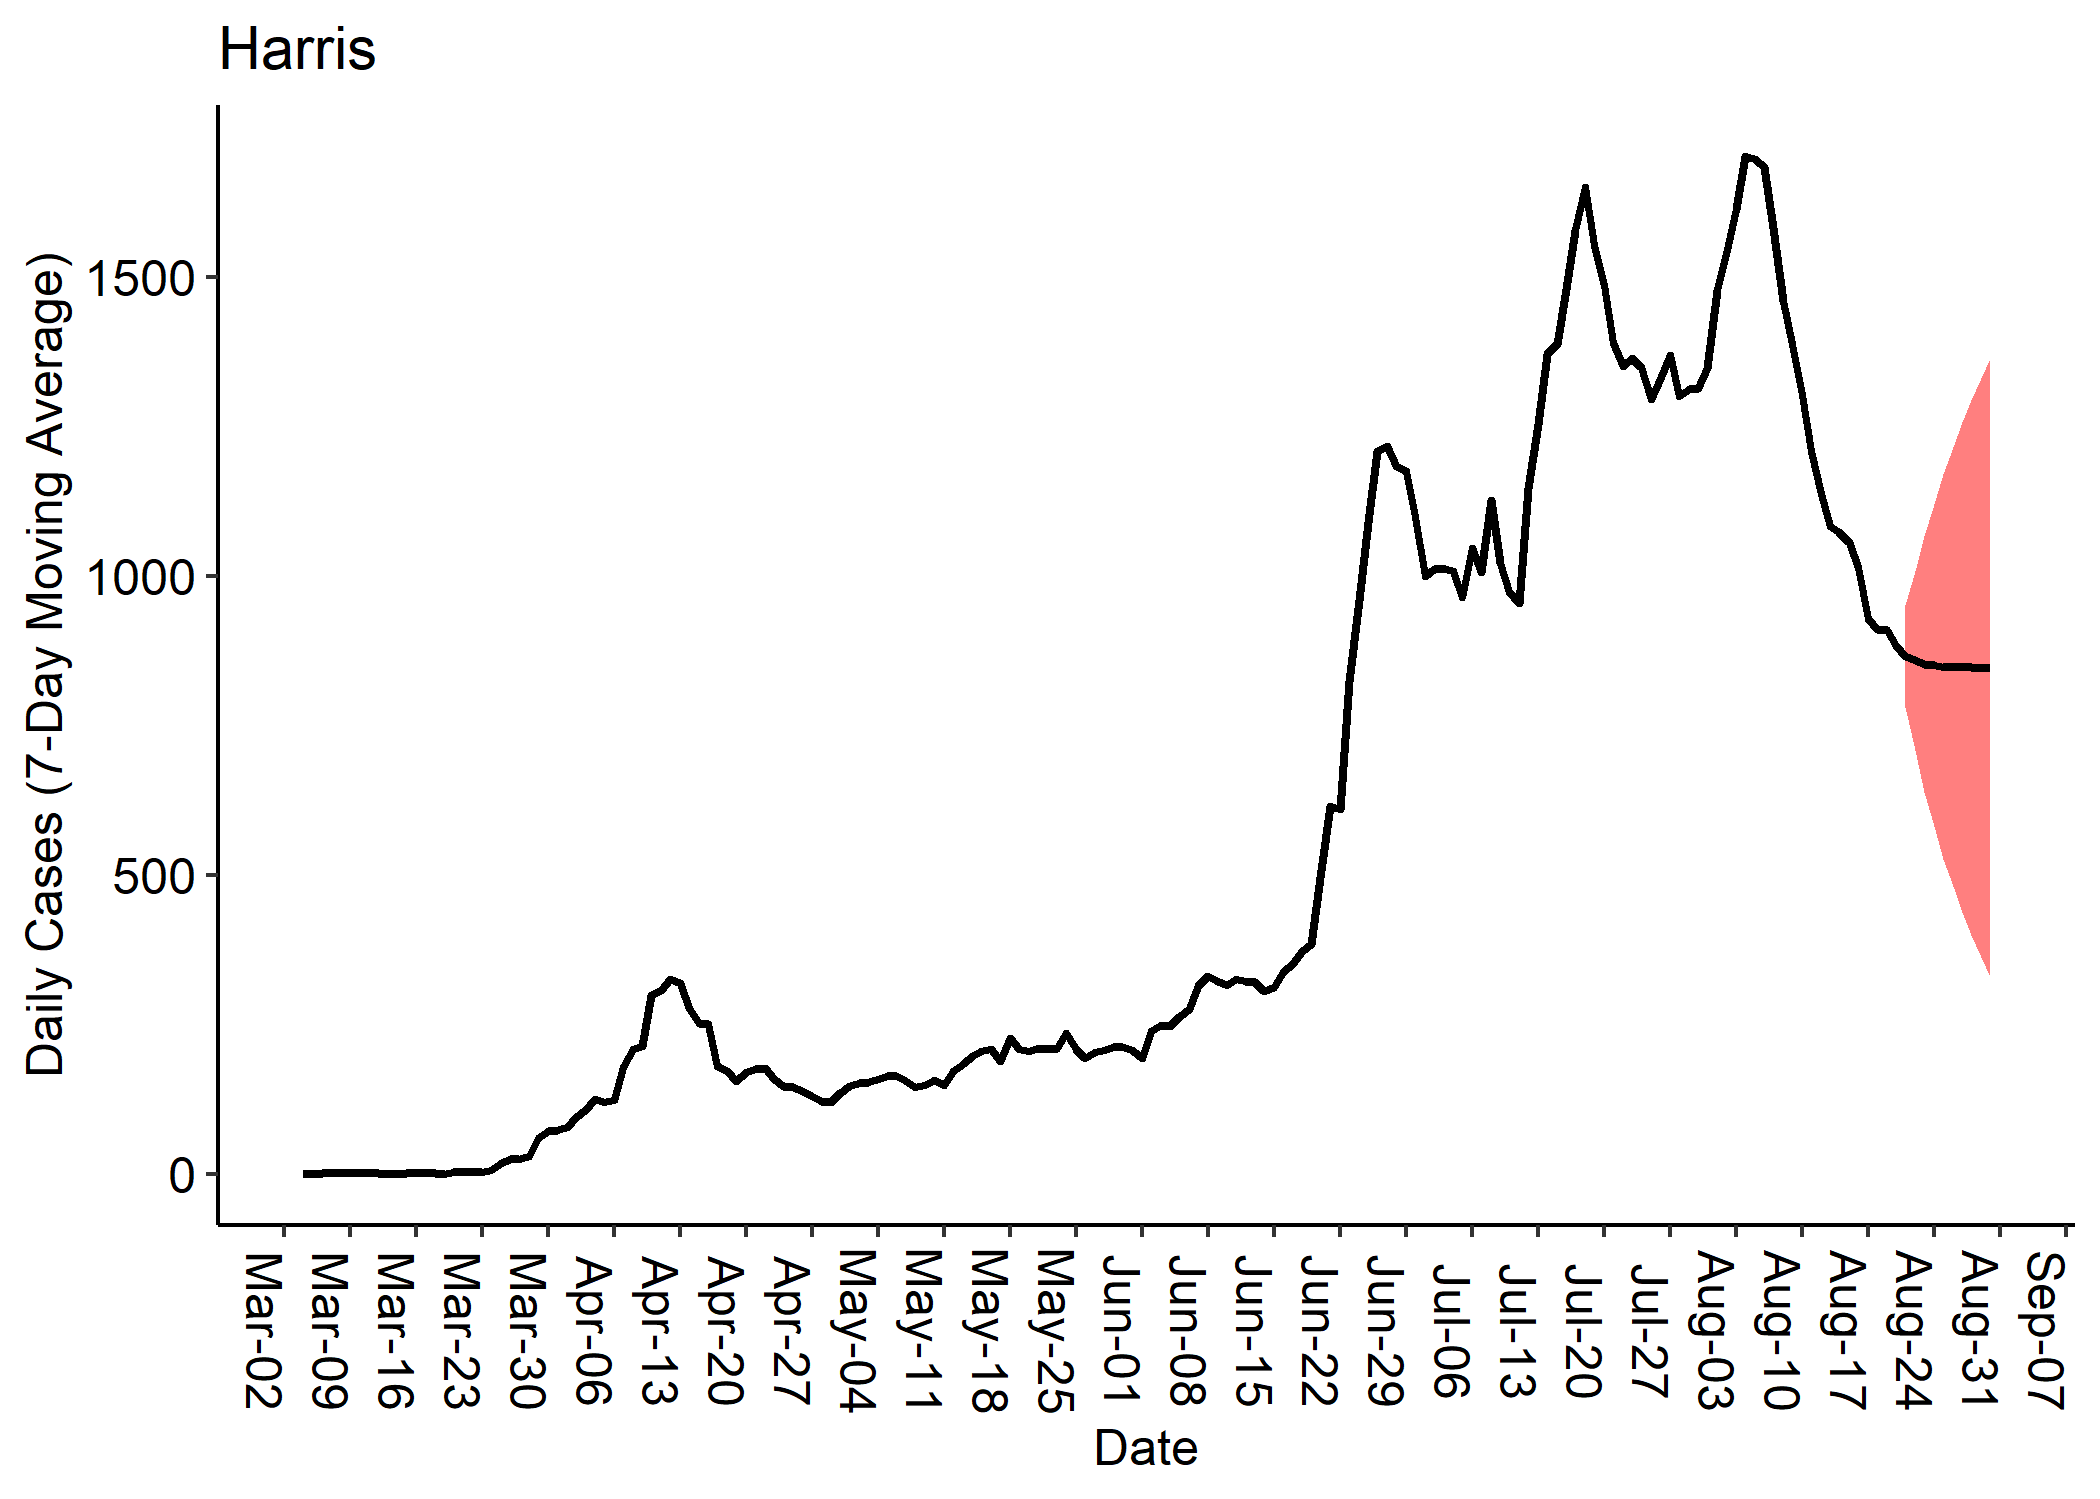 Harris
Daily Cases (7-Day Moving Average)
1500
1000
500
0
Mar-02
Mar-09
Mar-16
Mar-23
Mar-30
Apr-06
Apr-13
Apr-20
Apr-27
May-04
May-11
May-18
May-25
Jun-01
Jun-08
Jun-15
Jun-22
Jun-29
Jul-06
Jul-13
Jul-20
Jul-27
Aug-03
Aug-10
Aug-17
Aug-24
Aug-31
Sep-07
Date